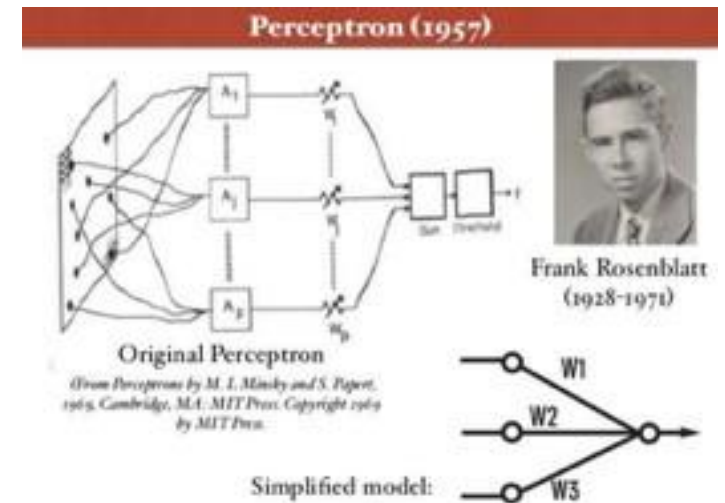 Perceptron (1957)
A1
Wi
Aj
Wj
Sum
Threshold
Ap
Wp
Original Perceptron
(From Perceptrons by M. L Minsky and S. Papert,
1969, Cambridge, MA: MIT Press. Copyright 1969
by MIT Press.
Frank Rosenblatt
(1928-1971)
W1
W2
W3
Simplified model: